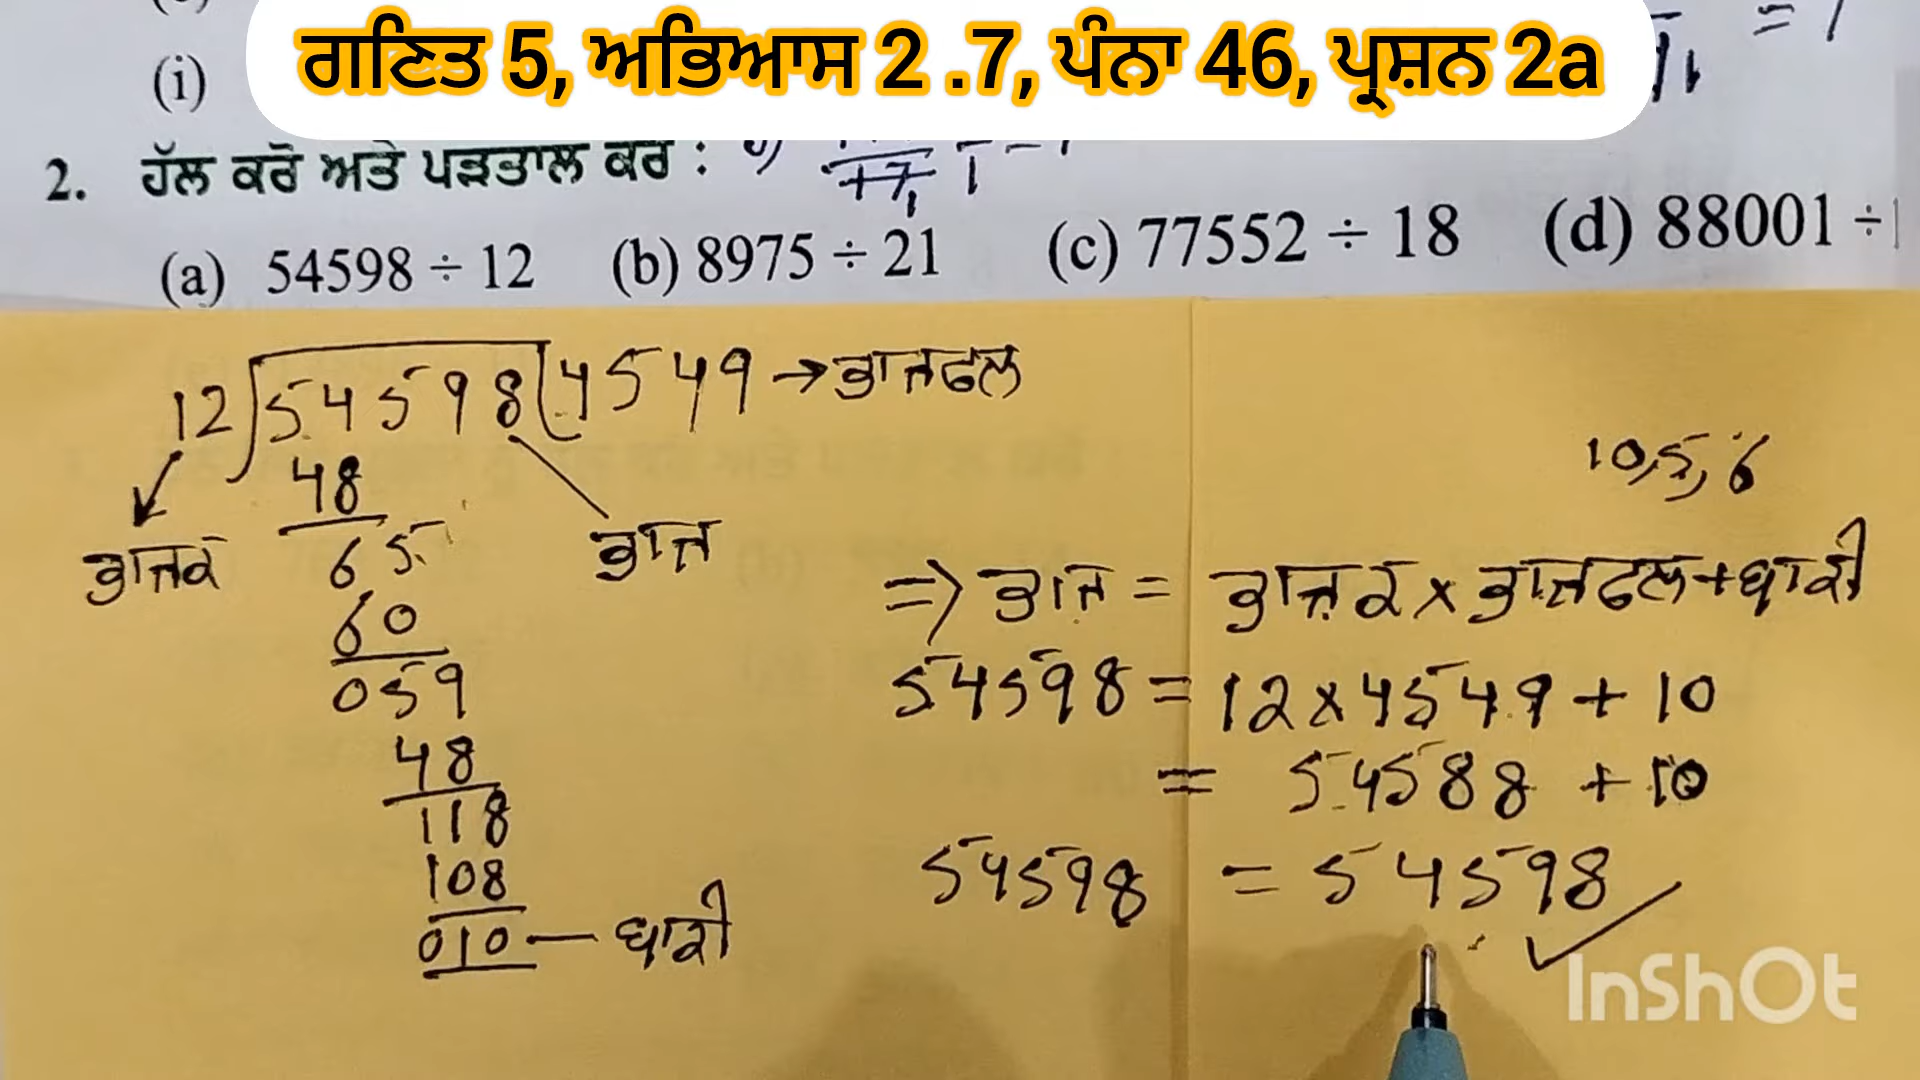 ਗਣਿਤ 5, ਅਭਿਆਸ 2 .7, ਪੰਨਾ 46, ਪ੍ਰਸ਼ਨ 2a
(i)
2. ਹੱਲ ਕਰੋ ਅਤੇ ਪੜਤਾਲ ਕਰੋ :
(a) 54598 ÷ 12 (b) 8975 ÷ 21 (c) 77552 ÷ 18 (d) 88001 ÷
12 54598 4549 → ਭਾਜਫਲ
48
ਭਾਜਕ
65
ਭਾਜ
60
059
48
118
108
010 — ਬਾਕੀ
10,5,6
=> ਭਾਜ = ਭਾਜਕ × ਭਾਜਫਲ + ਬਾਕੀ
54598 = 12 × 4549 + 10
= 54588 + 10
54598 = 54598
InShOt